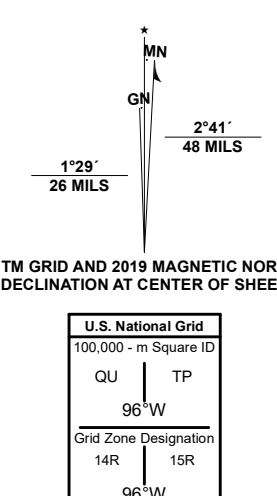 ★
MN
GN
2°41´
48 MILS
1°29´
26 MILS
TM GRID AND 2019 MAGNETIC NOR
DECLINATION AT CENTER OF SHEE
U.S. National Grid
100,000 - m Square ID
QU TP
96°W
Grid Zone Designation
14R 15R
96°W